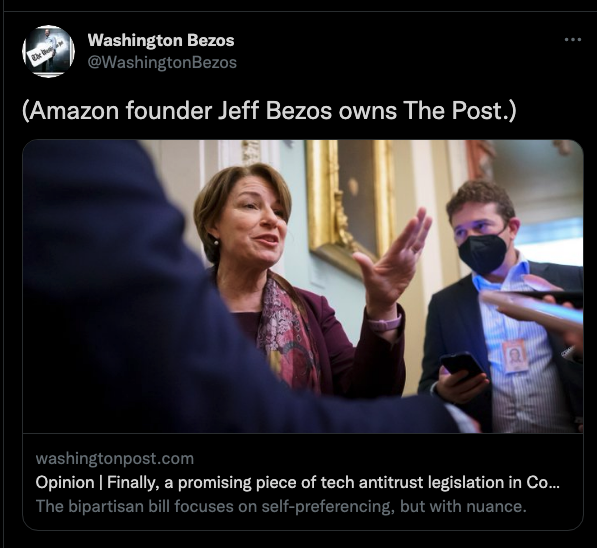 Washington Bezos
@WashingtonBezos
(Amazon founder Jeff Bezos owns The Post.)
washingtonpost.com
Opinion | Finally, a promising piece of tech antitrust legislation in Co...
The bipartisan bill focuses on self-preferencing, but with nuance.